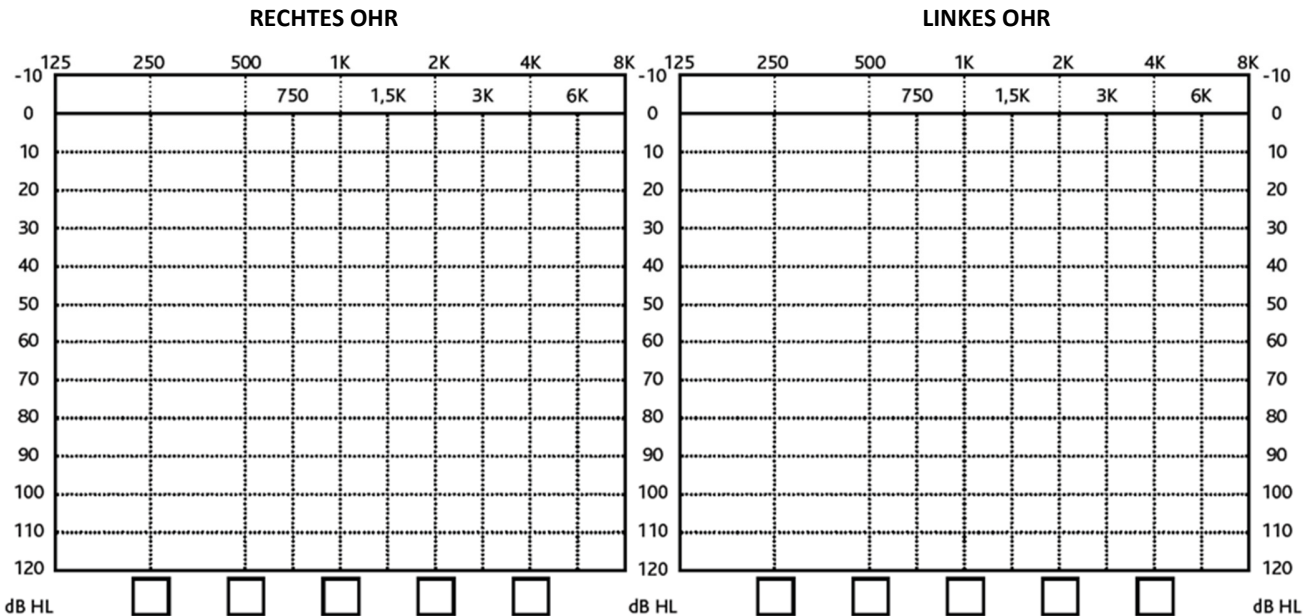 RECHTES OHR LINKES OHR
125 250 500 1K 2K 4K 8K 125 250 500 1K 2K 4K 8K
-10 -10 -10
750 1,5K 3K 6K 750 1,5K 3K 6K
0 0 0
10 10 10
20 20 20
30 30 30
40 40 40
50 50 50
60 60 60
70 70 70
80 80 80
90 90 90
100 100 100
110 110 110
120 120 120
dB HL dB HL dB HL